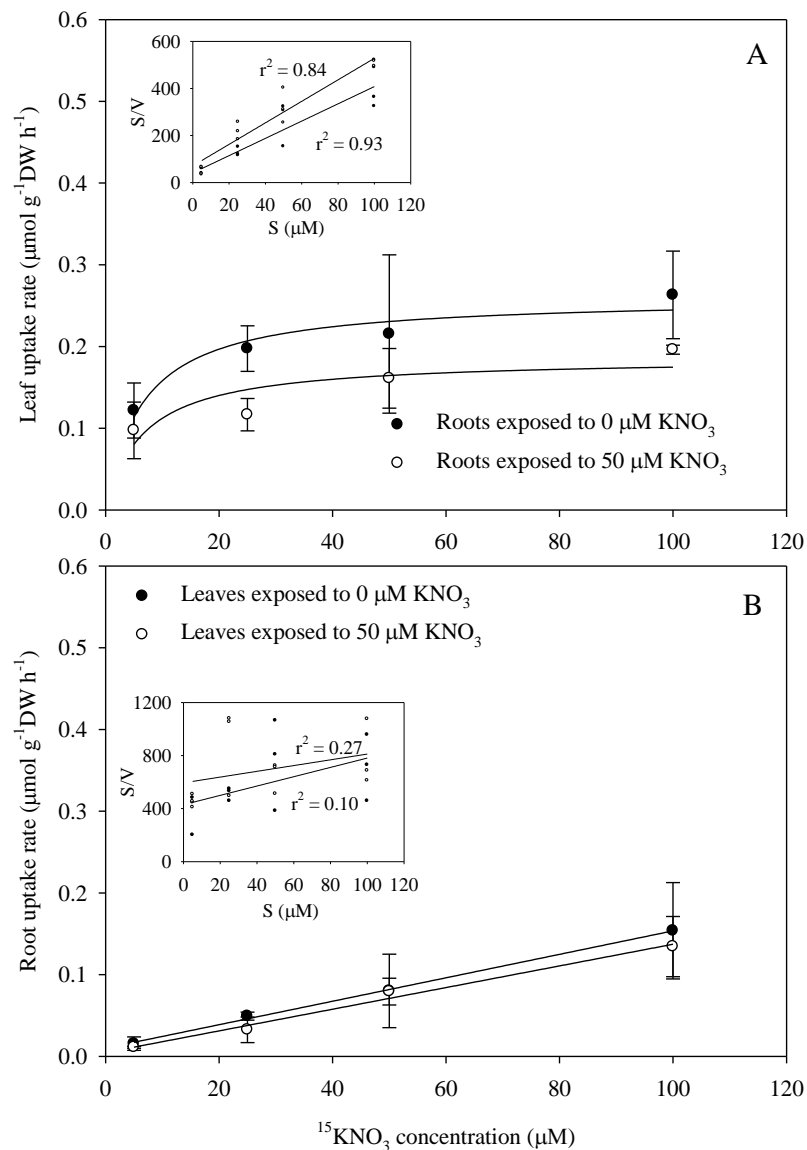 0.6
0.5
0.4
0.3
0.2
0.1
0.0
Leaf uptake rate (μmol g⁻¹DW h⁻¹)
A
600
400
200
0
S/V
r² = 0.84
r² = 0.93
0 20 40 60 80 100 120
S (μM)
Roots exposed to 0 μM KNO₃
Roots exposed to 50 μM KNO₃
0 20 40 60 80 100 120
0.6
0.5
0.4
0.3
0.2
0.1
0.0
Root uptake rate (μmol g⁻¹DW h⁻¹)
Leaves exposed to 0 μM KNO₃
Leaves exposed to 50 μM KNO₃
B
1200
800
400
0
S/V
r² = 0.27
r² = 0.10
0 20 40 60 80 100 120
S (μM)
0 20 40 60 80 100 120
¹⁵KNO₃ concentration (μM)